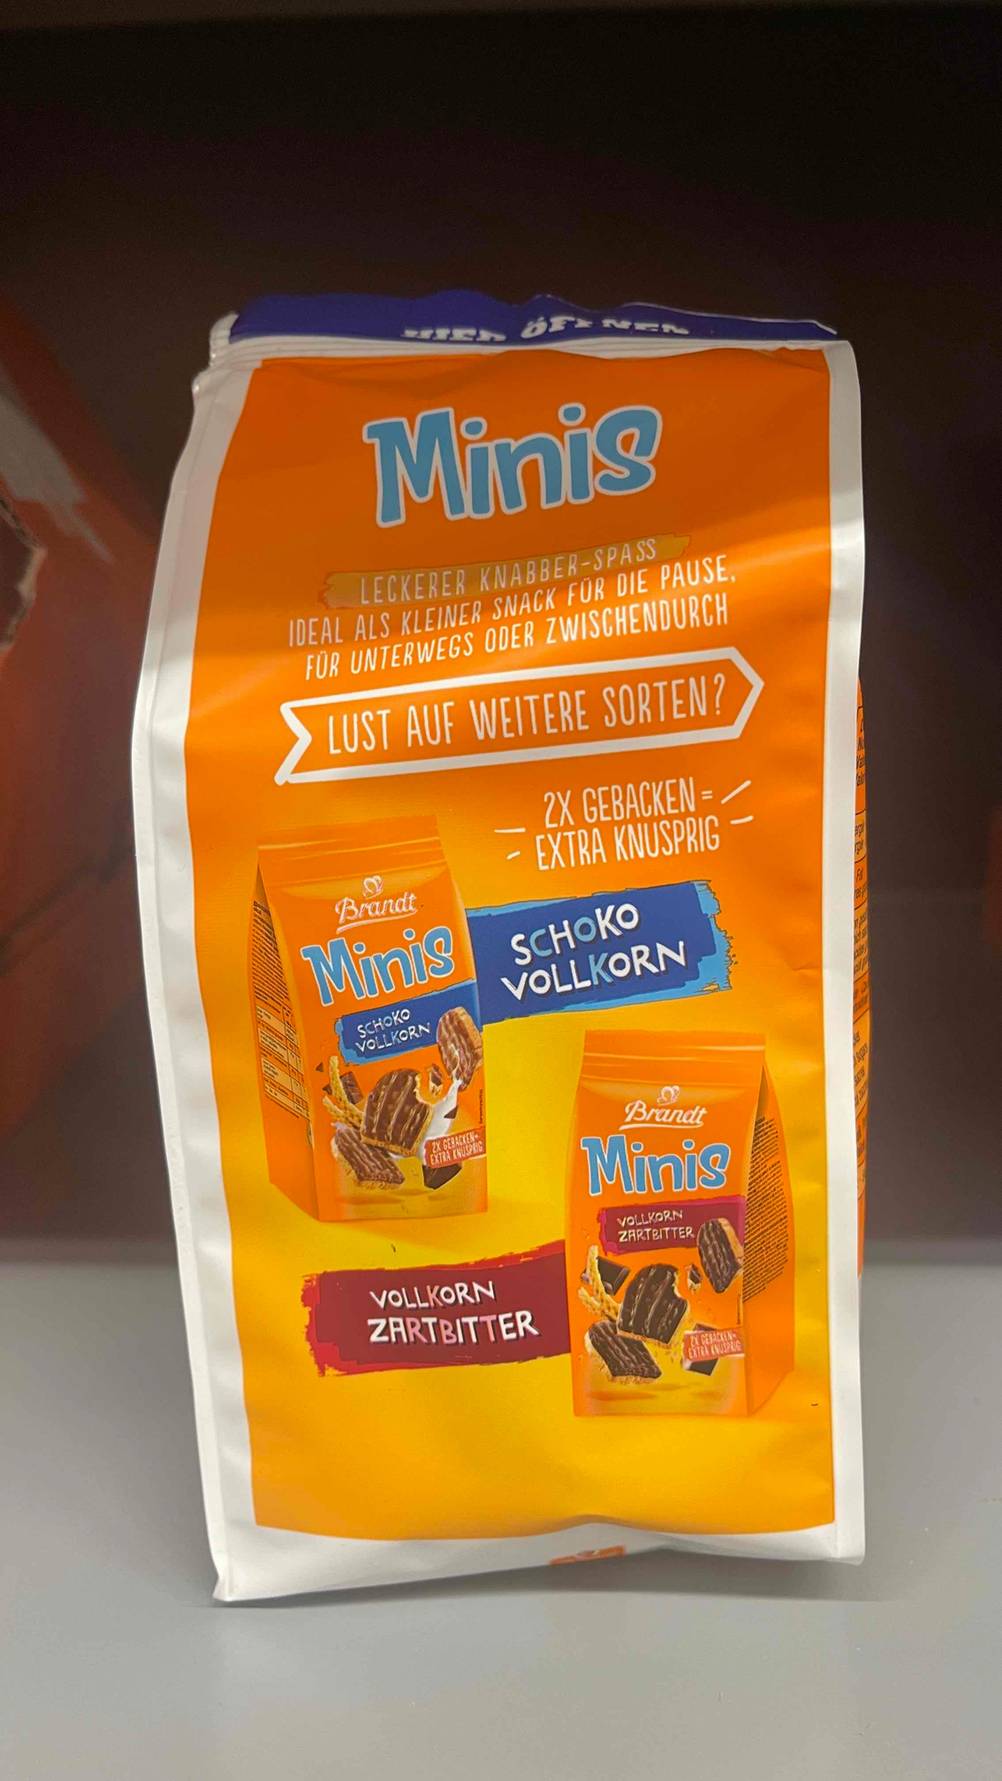 HIER ÖFFNEN
Minis
LECKERER KNABBER-SPASS
IDEAL ALS KLEINER SNACK FÜR DIE PAUSE,
FÜR UNTERWEGS ODER ZWISCHENDURCH
LUST AUF WEITERE SORTEN?
2X GEBACKEN =
EXTRA KNUSPRIG
Brandt
Minis
SCHOKO
VOLLKORN
2X GEBACKEN=
EXTRA KNUSPRIG
SCHOKO
VOLLKORN
Brandt
Minis
VOLLKORN
ZARTBITTER
2X GEBACKEN=
EXTRA KNUSPRIG
VOLLKORN
ZARTBITTER